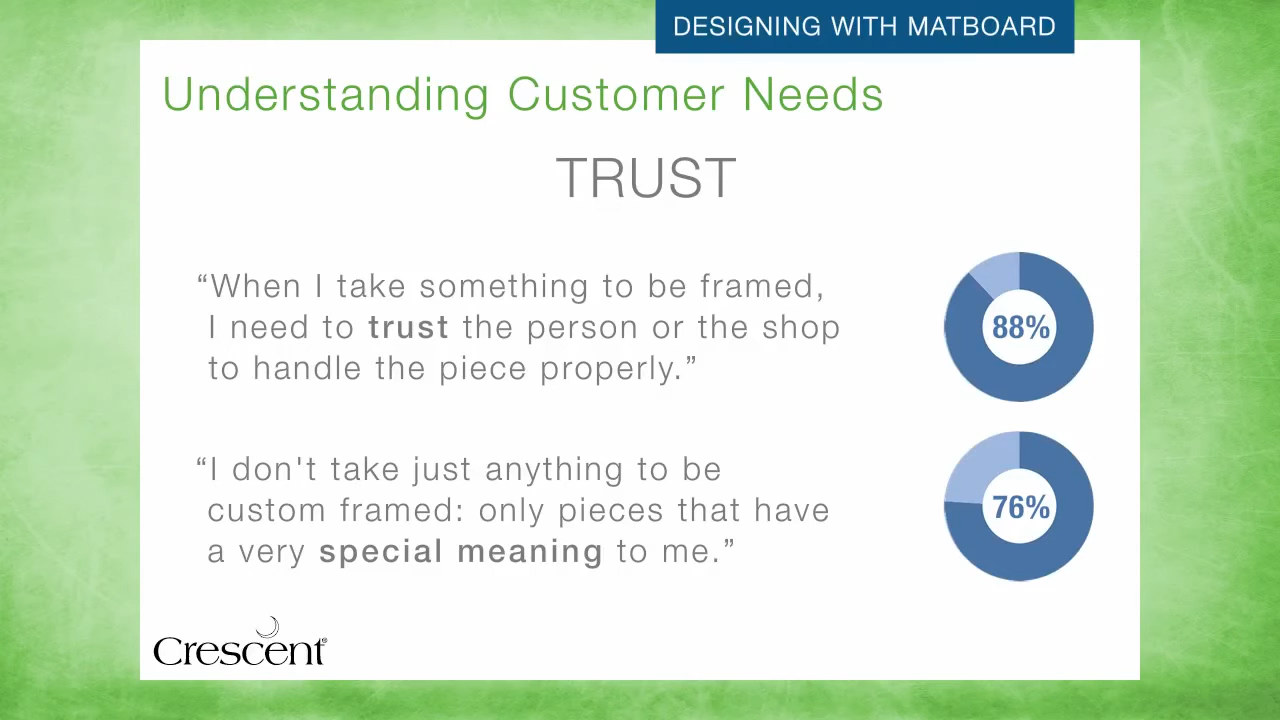 DESIGNING WITH MATBOARD
Understanding Customer Needs
TRUST
“When I take something to be framed,
I need to trust the person or the shop
to handle the piece properly.”
88%
“I don't take just anything to be
custom framed: only pieces that have
a very special meaning to me.”
76%
Crescent®